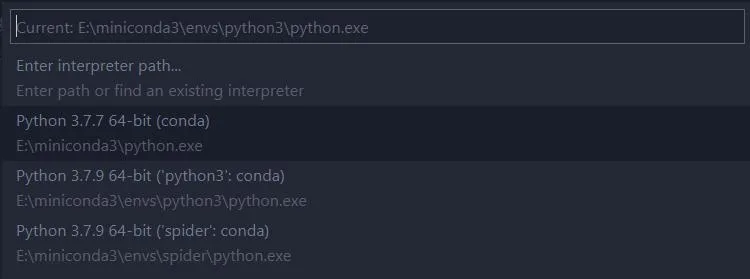 Current: E:\miniconda3\envs\python3\python.exe
Enter interpreter path...
Enter path or find an existing interpreter
Python 3.7.7 64-bit (conda)
E:\miniconda3\python.exe
Python 3.7.9 64-bit ('python3': conda)
E:\miniconda3\envs\python3\python.exe
Python 3.7.9 64-bit ('spider': conda)
E:\miniconda3\envs\spider\python.exe